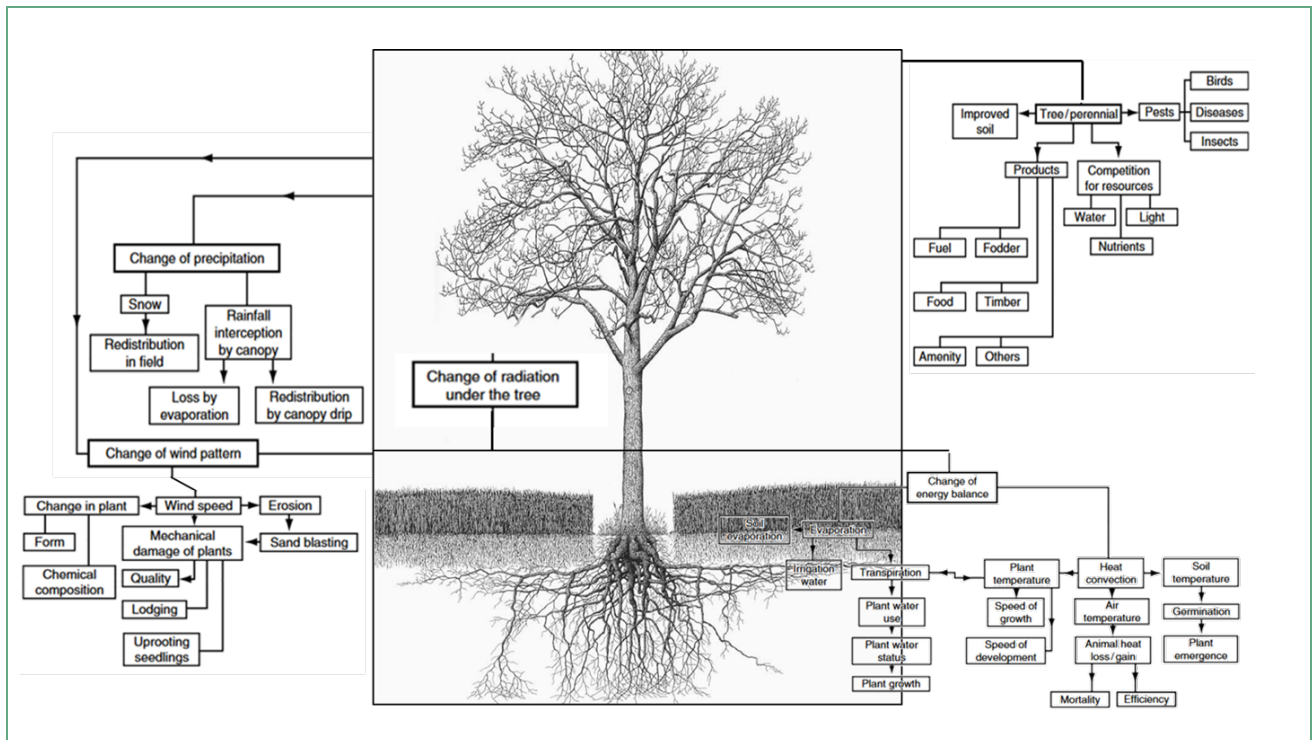 Birds
Improved
soil
Tree/perennial
Pests
Diseases
Insects
Products
Competition
for resources
Water
Light
Nutrients
Fuel
Fodder
Food
Timber
Amenity
Others
Change of precipitation
Snow
Redistribution
in field
Rainfall
interception
by canopy
Loss by
evaporation
Redistribution
by canopy drip
Change of radiation
under the tree
Change of wind pattern
Change in plant
Wind speed
Erosion
Form
Mechanical
damage of plants
Sand blasting
Chemical
composition
Quality
Lodging
Uprooting
seedlings
Change of
energy balance
Soil
evaporation
Evaporation
Irrigation
water
Transpiration
Plant water
use
Plant water
status
Plant growth
Plant
temperature
Speed of
growth
Speed of
development
Heat
convection
Air
temperature
Animal heat
loss/gain
Mortality
Efficiency
Soil
temperature
Germination
Plant
emergence